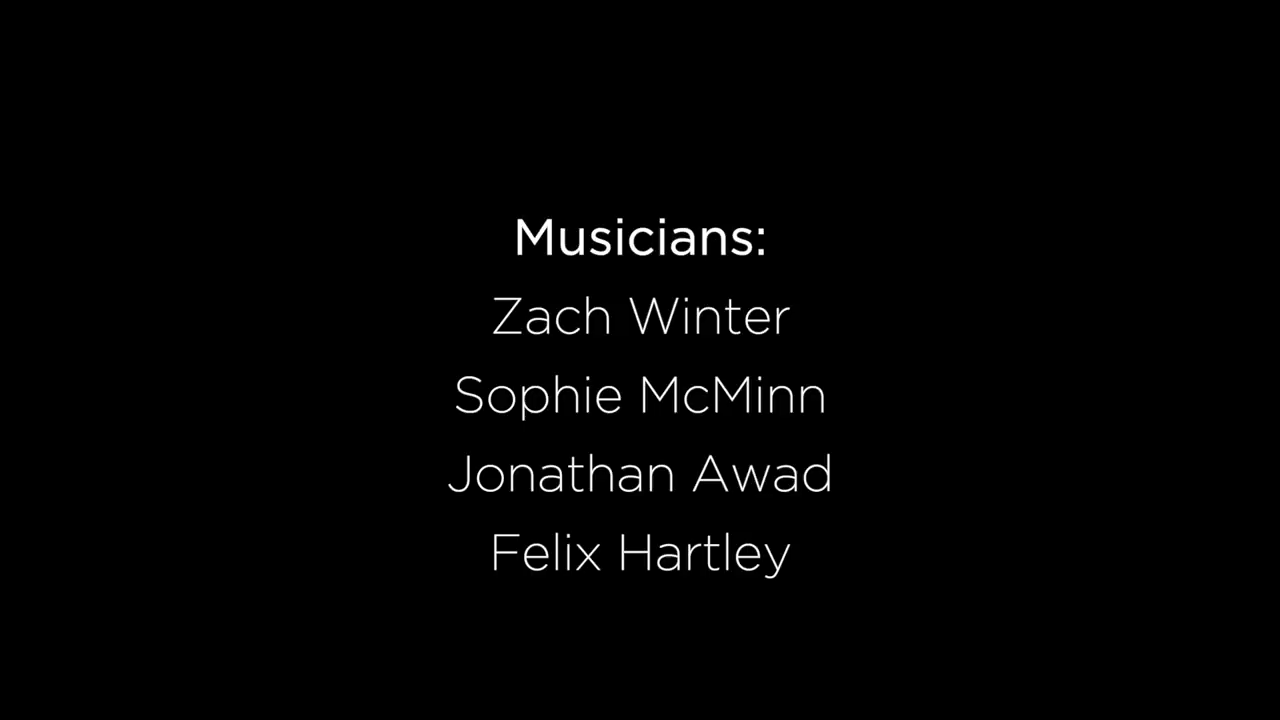 Musicians:
Zach Winter
Sophie McMinn
Jonathan Awad
Felix Hartley